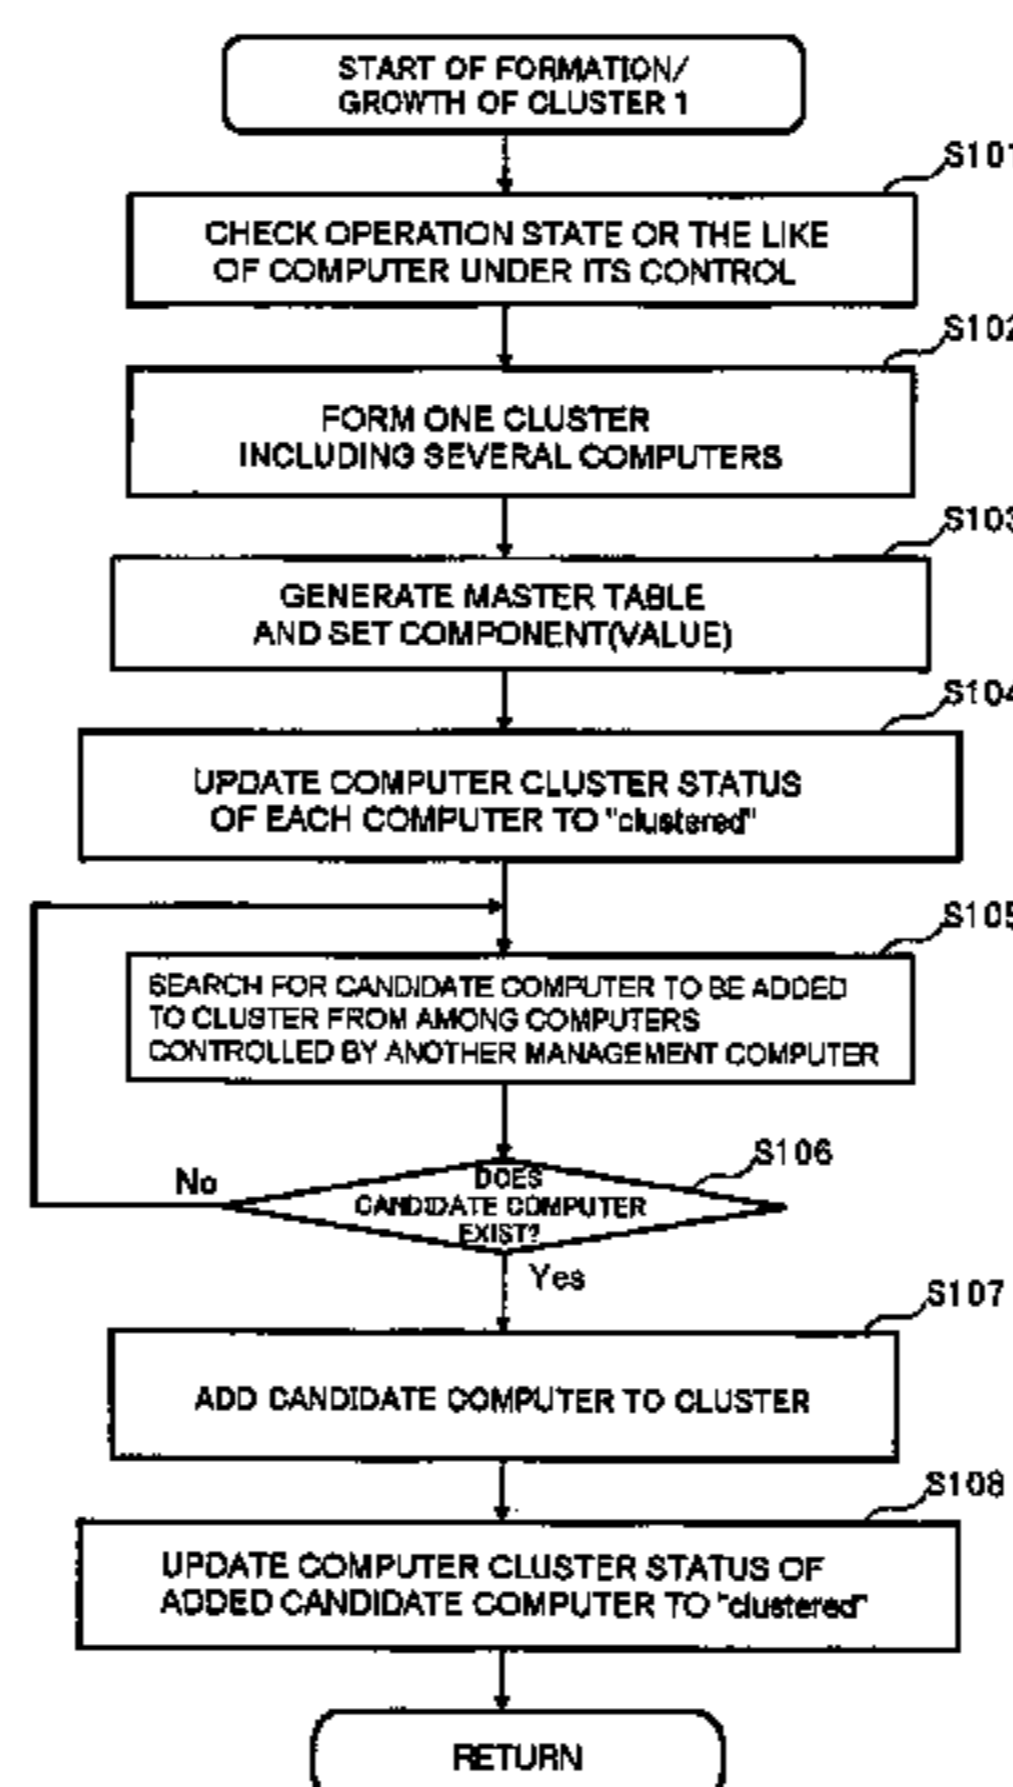 START OF FORMATION/
GROWTH OF CLUSTER 1
S101
CHECK OPERATION STATE OR THE LIKE
OF COMPUTER UNDER ITS CONTROL
S102
FORM ONE CLUSTER
INCLUDING SEVERAL COMPUTERS
S103
GENERATE MASTER TABLE
AND SET COMPONENT(VALUE)
S104
UPDATE COMPUTER CLUSTER STATUS
OF EACH COMPUTER TO "clustered"
S105
SEARCH FOR CANDIDATE COMPUTER TO BE ADDED
TO CLUSTER FROM AMONG COMPUTERS
CONTROLLED BY ANOTHER MANAGEMENT COMPUTER
S106
No
DOES
CANDIDATE COMPUTER
EXIST?
Yes
S107
ADD CANDIDATE COMPUTER TO CLUSTER
S108
UPDATE COMPUTER CLUSTER STATUS OF
ADDED CANDIDATE COMPUTER TO "clustered"
RETURN